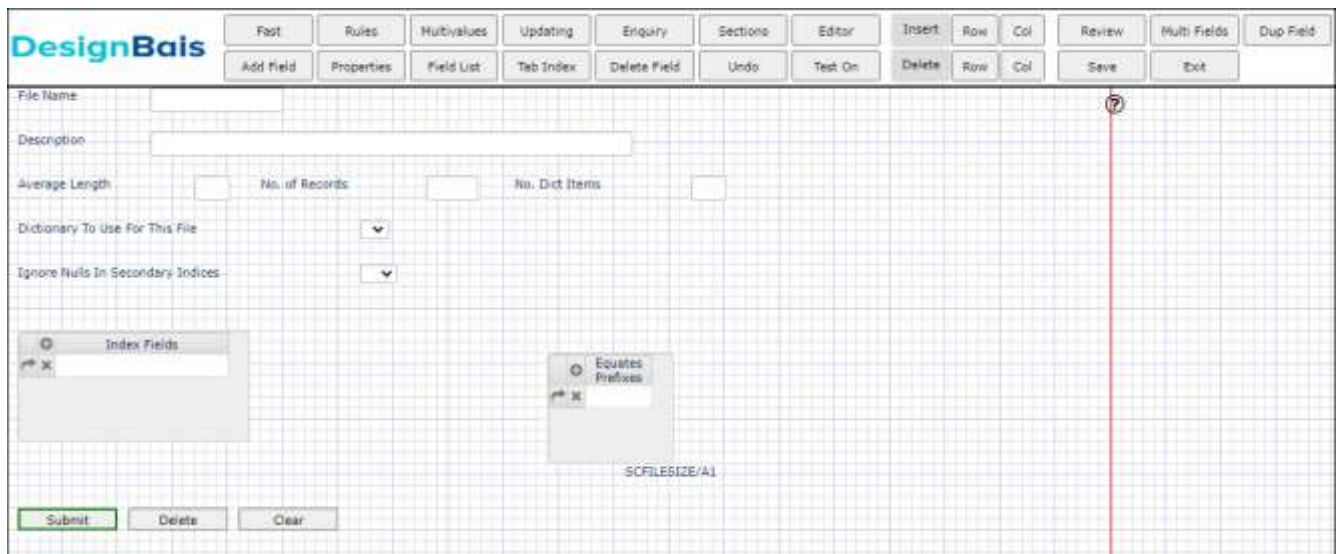 DesignBais
Fast Rules Multivalues Updating Enquiry Sections Editor Insert Row Col Review Multi Fields Dup Field
Add Field Properties Field List Tab Index Delete Field Undo Test On Delete Row Col Save Exit
File Name
Description
Average Length No. of Records No. Dict Items
Dictionary To Use For This File
Ignore Nulls In Secondary Indices
Index Fields
Equates
Prefixes
SCFILESIZE/A1
Submit Delete Clear